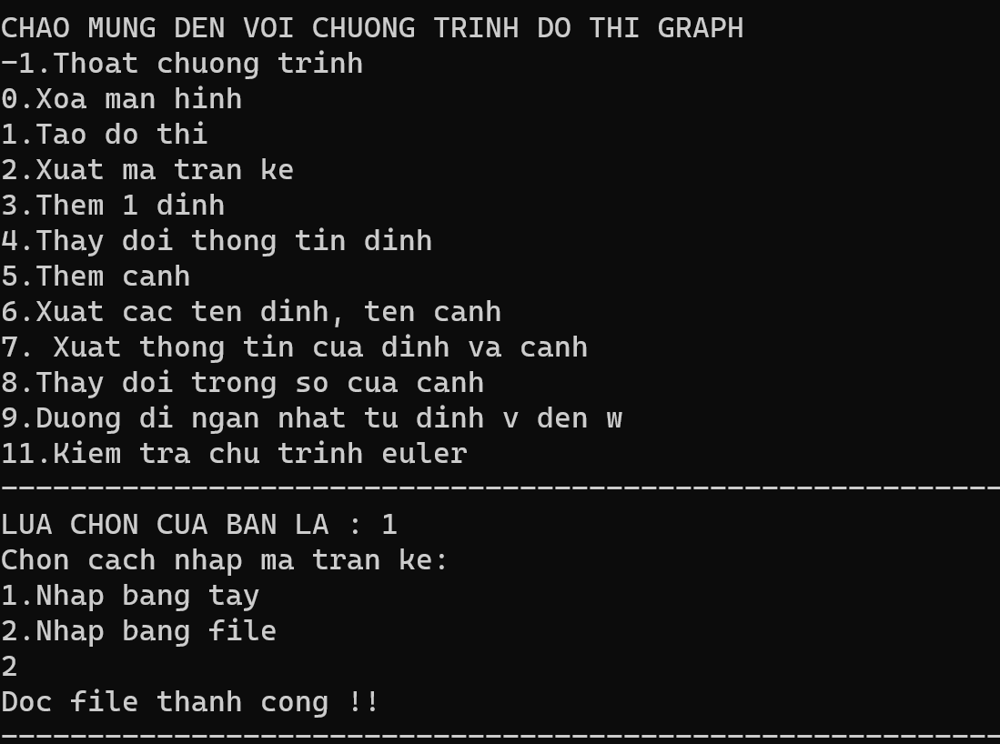 CHAO MUNG DEN VOI CHUONG TRINH DO THI GRAPH
-1.Thoat chuong trinh
0.Xoa man hinh
1.Tao do thi
2.Xuat ma tran ke
3.Them 1 dinh
4.Thay doi thong tin dinh
5.Them canh
6.Xuat cac ten dinh, ten canh
7. Xuat thong tin cua dinh va canh
8.Thay doi trong so cua canh
9.Duong di ngan nhat tu dinh v den w
11.Kiem tra chu trinh euler
----------------------------------------------------------
LUA CHON CUA BAN LA : 1
Chon cach nhap ma tran ke:
1.Nhap bang tay
2.Nhap bang file
2
Doc file thanh cong !!
----------------------------------------------------------